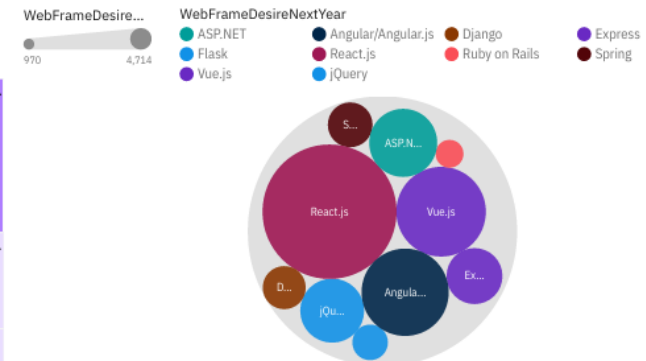 WebFrameDesire...
970 4,714
WebFrameDesireNextYear
ASP.NET Angular/Angular.js Django Express
Flask React.js Ruby on Rails Spring
Vue.js jQuery
S...
ASP.N...
React.js
Vue.js
Ex...
D...
Angula...
jQu...